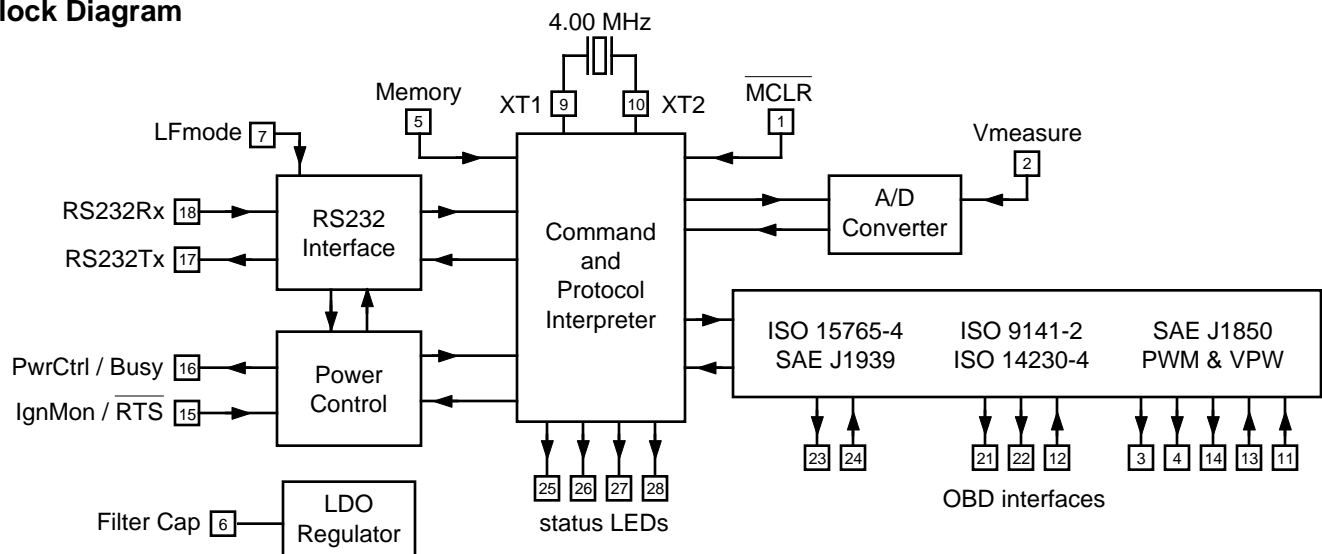 lock Diagram
4.00 MHz
Memory
5
XT1
9
10
XT2
MCLR
1
LFmode
7
Vmeasure
2
RS232Rx
18
RS232Tx
17
RS232
Interface
Command
and
Protocol
Interpreter
A/D
Converter
ISO 15765-4
SAE J1939
ISO 9141-2
ISO 14230-4
SAE J1850
PWM & VPW
PwrCtrl / Busy
16
IgnMon / RTS
15
Power
Control
23
24
21
22
12
3
4
14
13
11
OBD interfaces
25
26
27
28
status LEDs
Filter Cap
6
LDO
Regulator